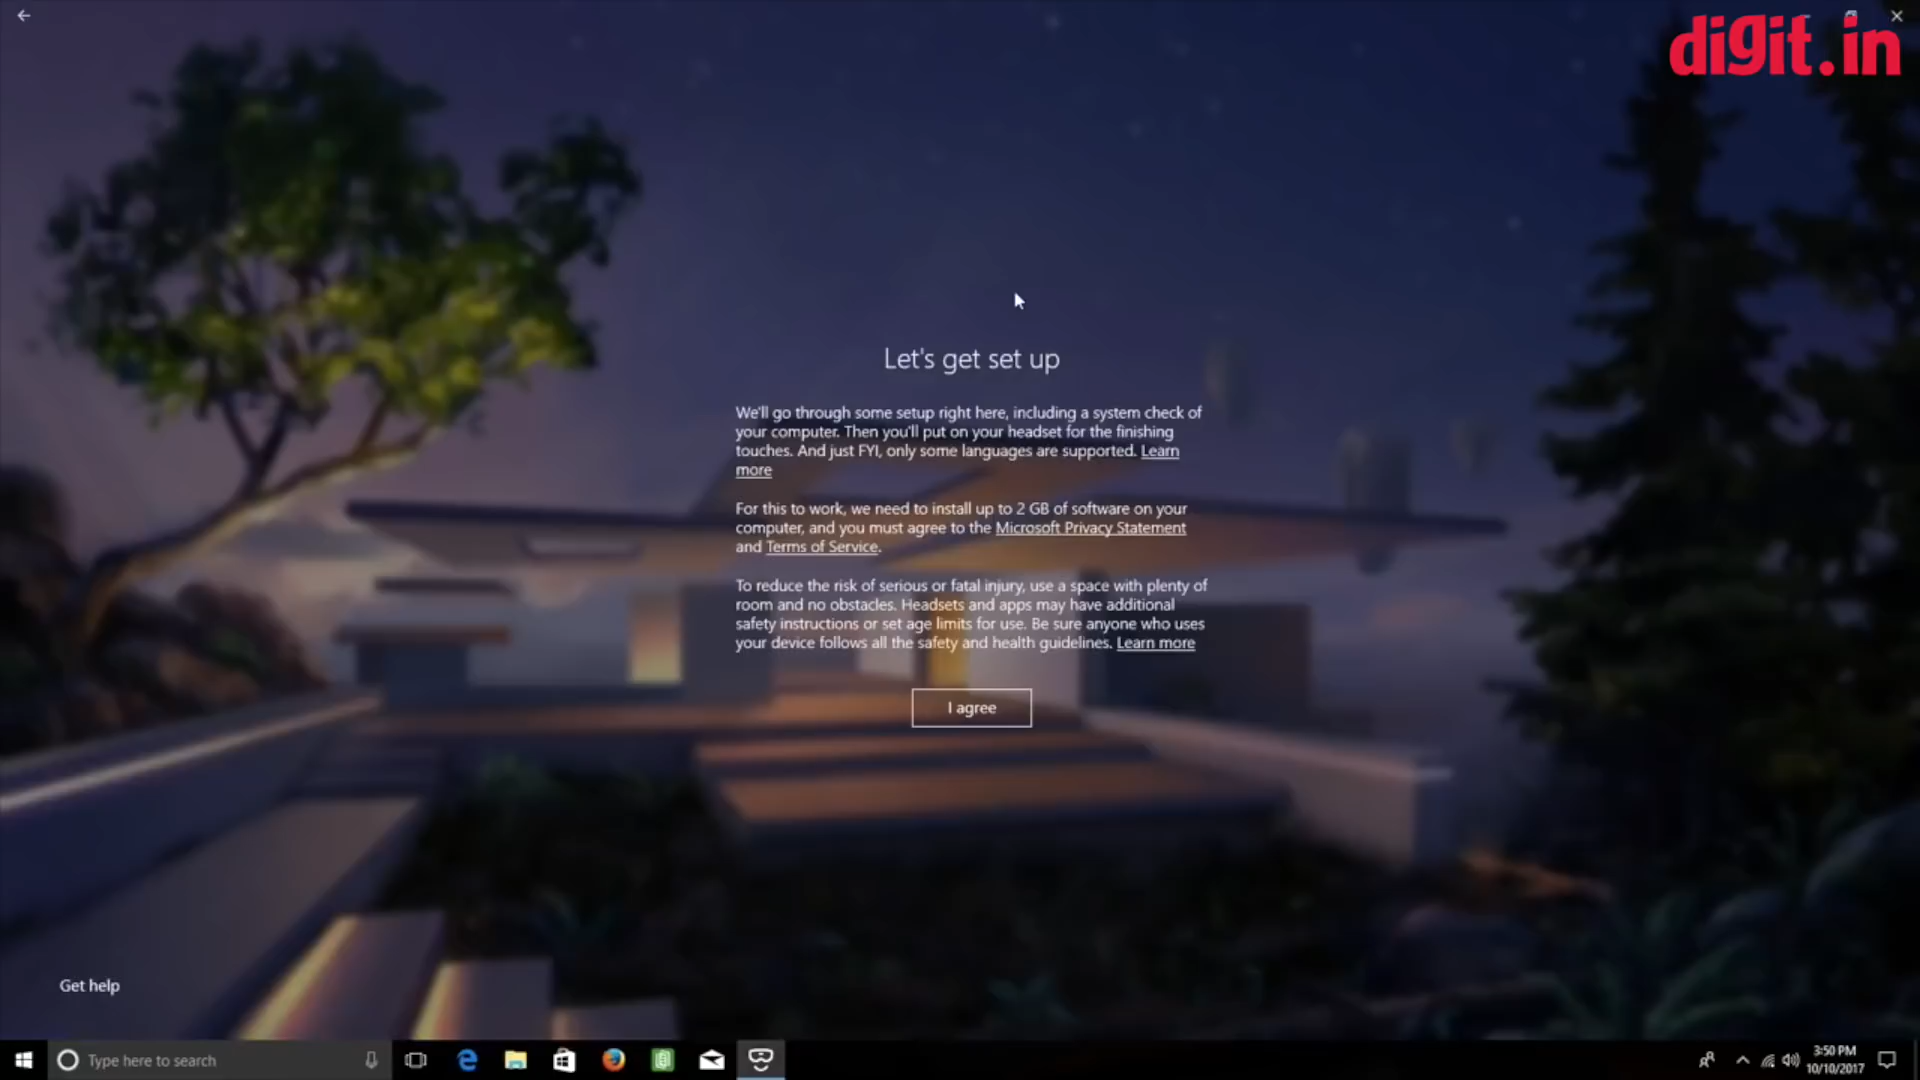 digit.in
Let's get set up
We'll go through some setup right here, including a system check of
your computer. Then you'll put on your headset for the finishing
touches. And just FYI, only some languages are supported. Learn
more
For this to work, we need to install up to 2 GB of software on your
computer, and you must agree to the Microsoft Privacy Statement
and Terms of Service.
To reduce the risk of serious or fatal injury, use a space with plenty of
room and no obstacles. Headsets and apps may have additional
safety instructions or set age limits for use. Be sure anyone who uses
your device follows all the safety and health guidelines. Learn more
I agree
Get help
Type here to search
3:50 PM
10/10/2017